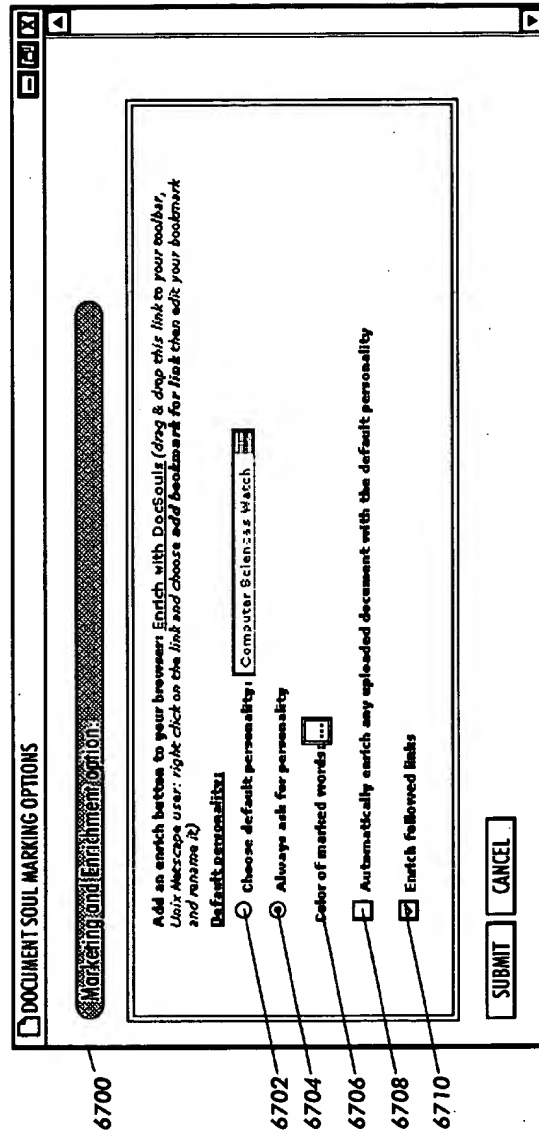 DOCUMENT SOUL MARKING OPTIONS
Marketing and Enrichment option:
Add an enrich button to your browser: Enrich with DocSouls (drag & drop this link to your toolbar,
Unix Netscape user: right click on the link and choose add bookmark for link then edit your bookmark
and rename it)
Default personality:
Choose default personality: Computer Sciences Watch
Always ask for personality
Color of marked words: ...
Automatically enrich any uploaded document with the default personality
Enrich followed links
SUBMIT CANCEL
6700
6702
6704
6706
6708
6710